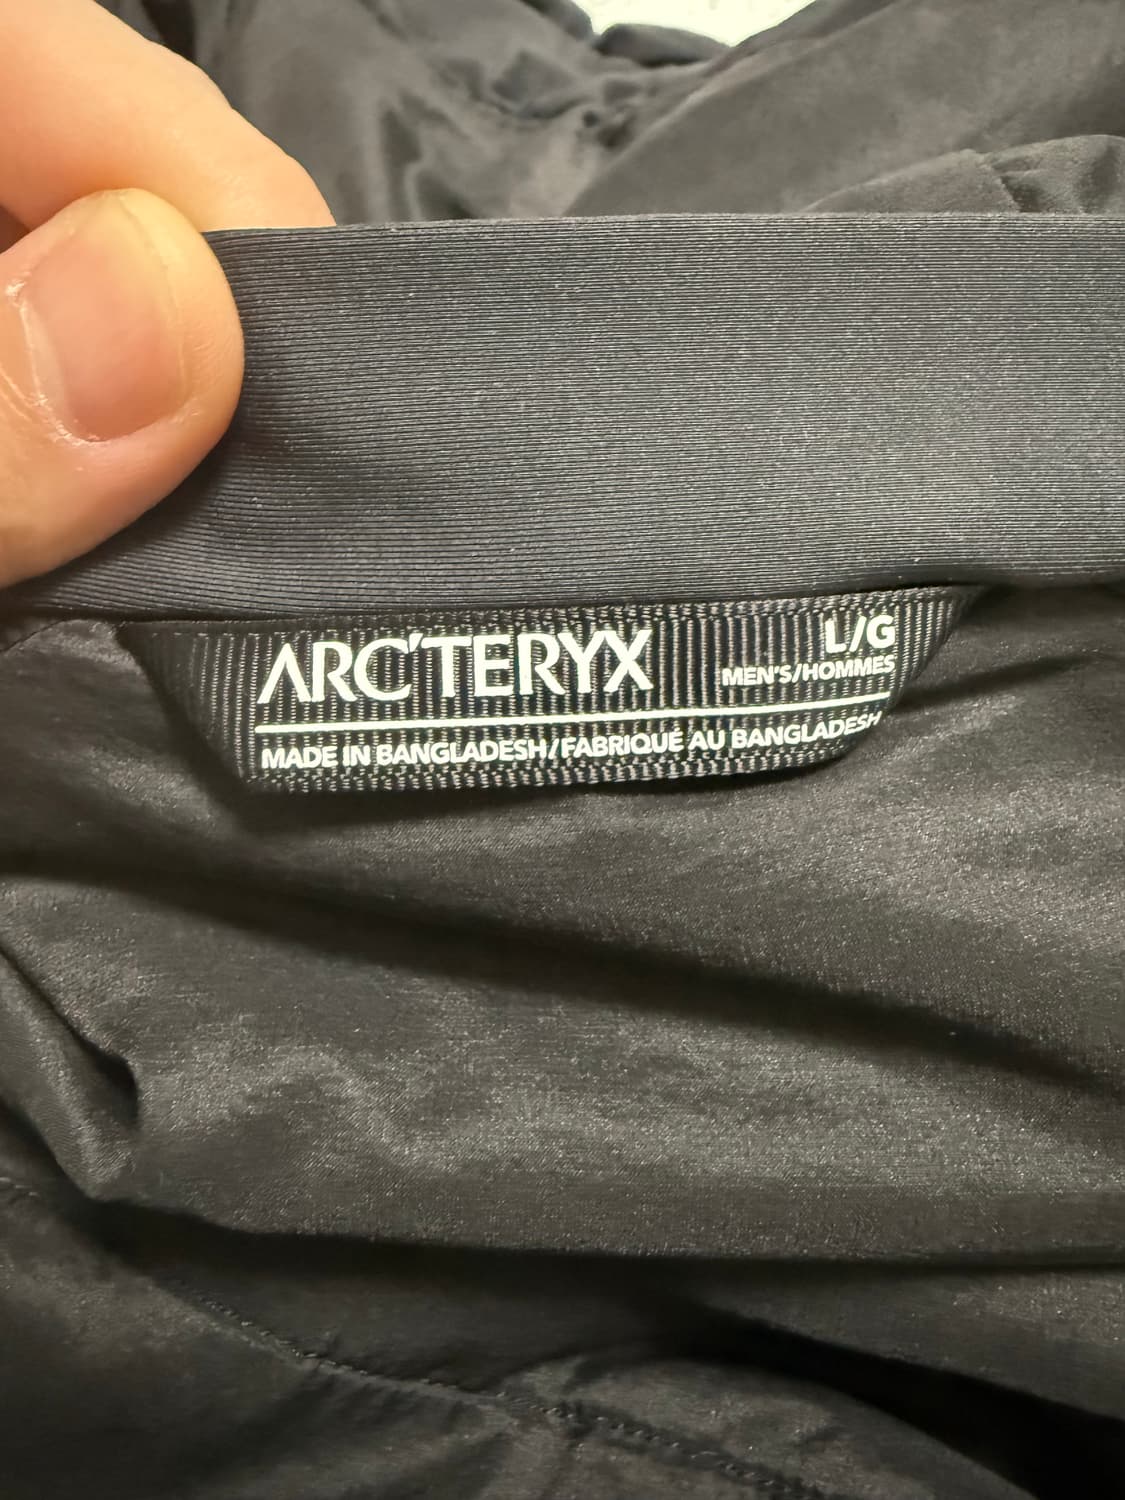 ARC'TERYX
L/G
MEN'S/HOMMES
MADE IN BANGLADESH/FABRIQUÉ AU BANGLADESH